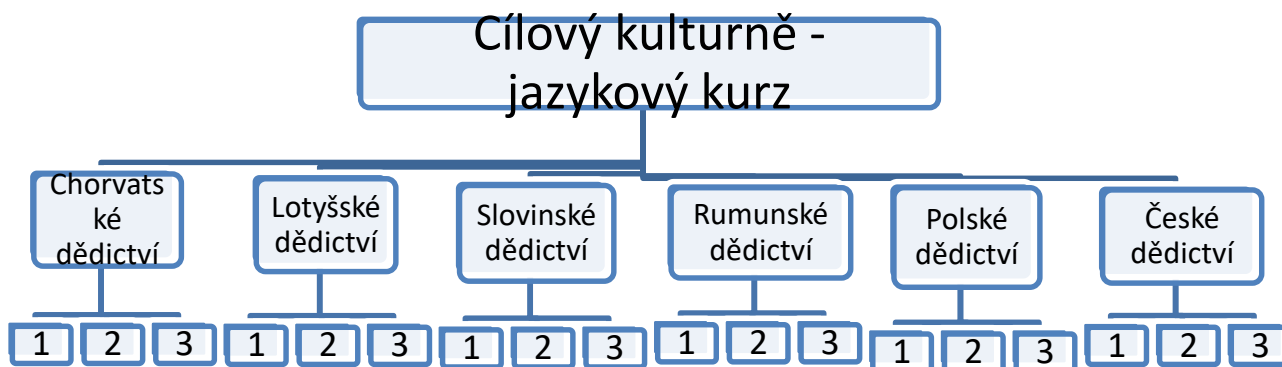 Cílový kulturně -
jazykový kurz
Chorvats
ké
dědictví
Lotyšské
dědictví
Slovinské
dědictví
Rumunské
dědictví
Polské
dědictví
České
dědictví
1 2 3 1 2 3 1 2 3 1 2 3 1 2 3 1 2 3